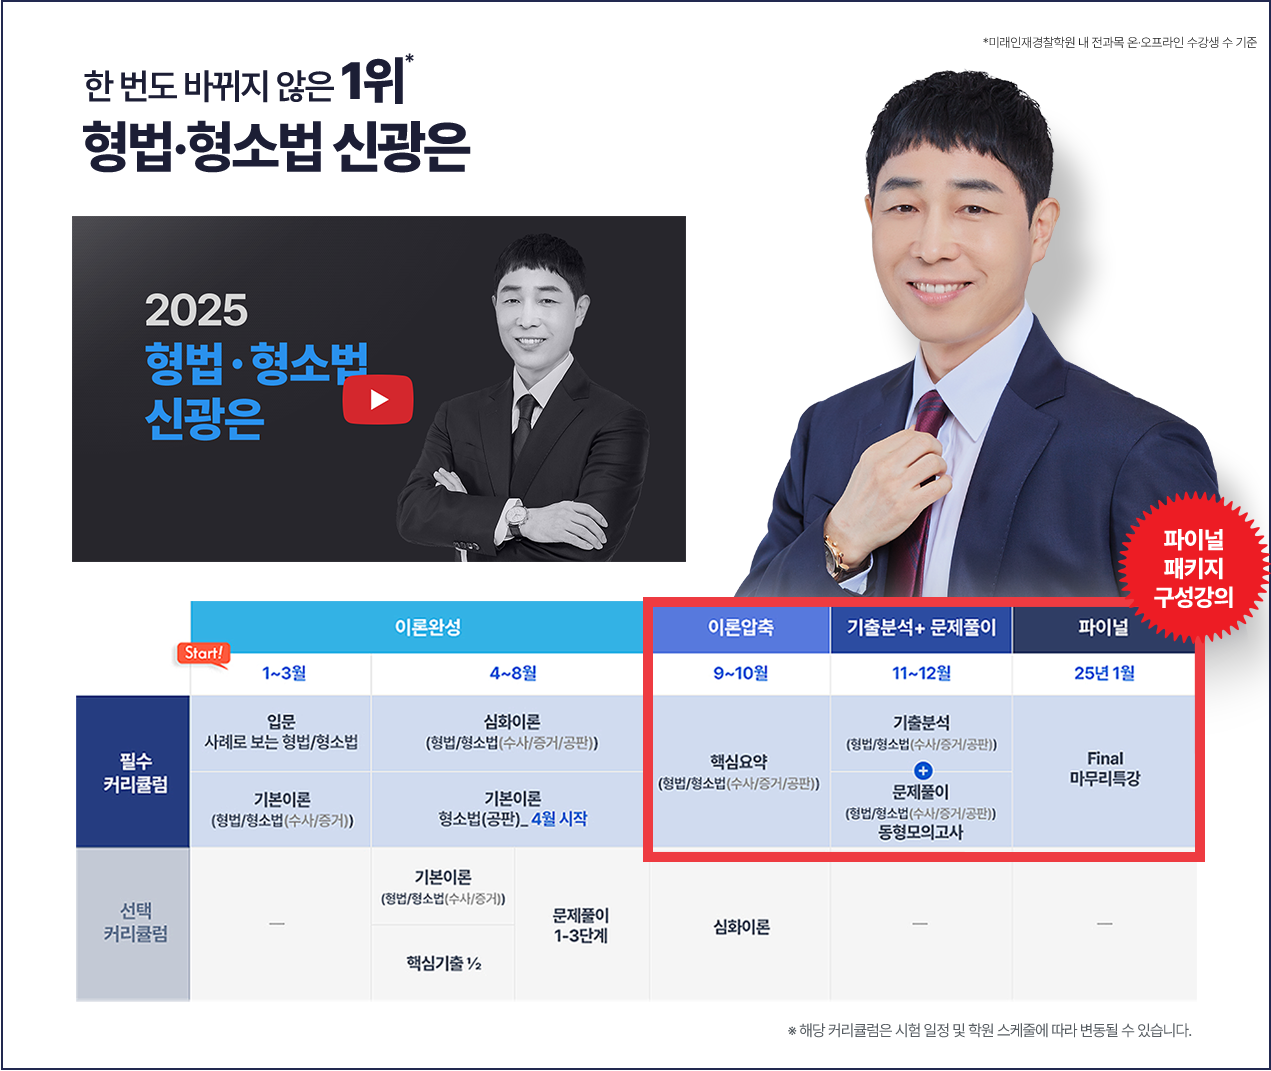 *미래인재경찰학원 내 전과목 온·오프라인 수강생 수 기준
한 번도 바뀌지 않은 1위*
형법·형소법 신광은
2025
형법·형소법
신광은
파이널
패키지
구성강의
이론완성
이론압축
기출분석+ 문제풀이
파이널
Start!
1~3월
4~8월
9~10월
11~12월
25년 1월
필수
커리큘럼
입문
사례로 보는 형법/형소법
기본이론
(형법/형소법(수사/증거))
심화이론
(형법/형소법(수사/증거/공판))
기본이론
형소법(공판)_ 4월 시작
핵심요약
(형법/형소법(수사/증거/공판))
기출분석
(형법/형소법(수사/증거/공판))
+
문제풀이
(형법/형소법(수사/증거/공판))
동형모의고사
Final
마무리특강
선택
커리큘럼
—
기본이론
(형법/형소법(수사/증거))
핵심기출 ½
문제풀이
1-3단계
심화이론
—
—
※ 해당 커리큘럼은 시험 일정 및 학원 스케줄에 따라 변동될 수 있습니다.